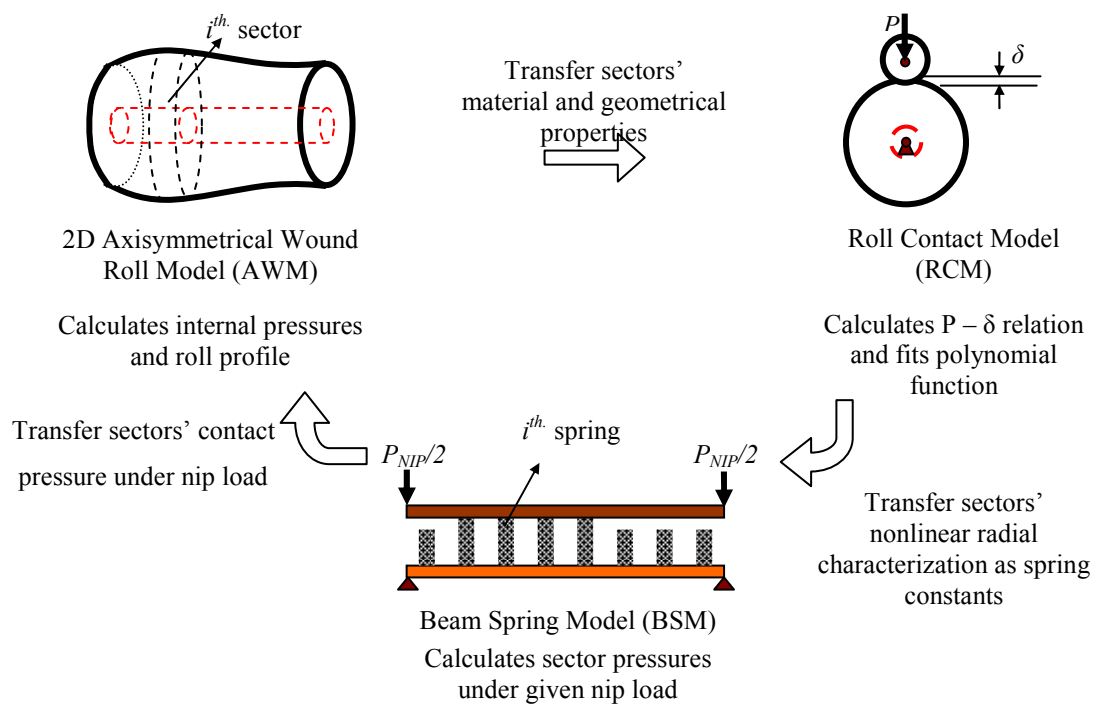 i^th. sector
Transfer sectors'
material and geometrical
properties
P
δ
2D Axisymmetrical Wound
Roll Model (AWM)
Calculates internal pressures
and roll profile
Roll Contact Model
(RCM)
Calculates P – δ relation
and fits polynomial
function
Transfer sectors' contact
pressure under nip load
P_NIP/2
i^th. spring
P_NIP/2
Transfer sectors'
nonlinear radial
characterization as spring
constants
Beam Spring Model (BSM)
Calculates sector pressures
under given nip load